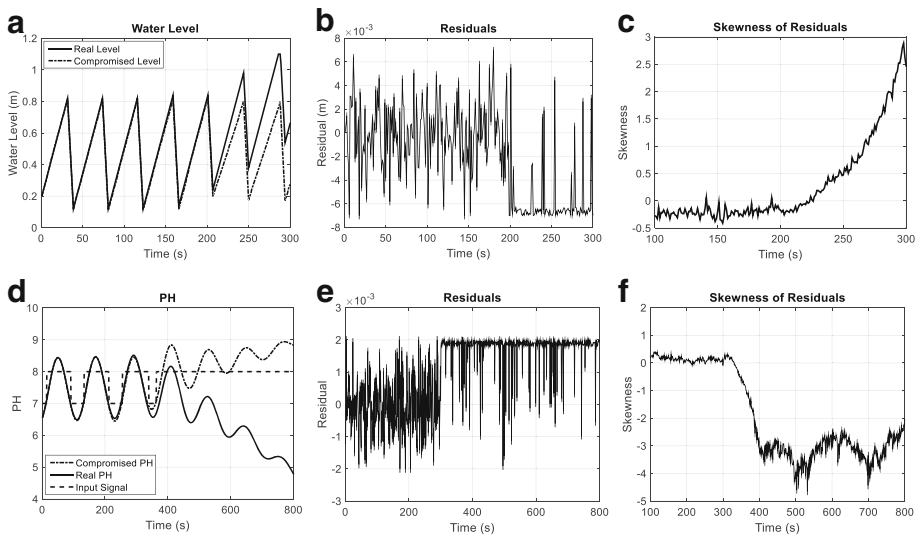 a
Water Level
Water Level (m)
1.2
1
0.8
0.6
0.4
0.2
0
Real Level
Compromised Level
0 50 100 150 200 250 300
Time (s)
b
Residuals
×10⁻³
Residual (m)
8
6
4
2
0
-2
-4
-6
-8
0 50 100 150 200 250 300
Time (s)
c
Skewness of Residuals
Skewness
3
2.5
2
1.5
1
0.5
0
-0.5
100 150 200 250 300
Time (s)
d
PH
PH
10
9
8
7
6
5
4
Compromised PH
Real PH
Input Signal
0 200 400 600 800
Time (s)
e
Residuals
×10⁻³
Residual
3
2
1
0
-1
-2
-3
0 200 400 600 800
Time (s)
f
Skewness of Residuals
Skewness
2
1
0
-1
-2
-3
-4
-5
100 200 300 400 500 600 700 800
Time (s)